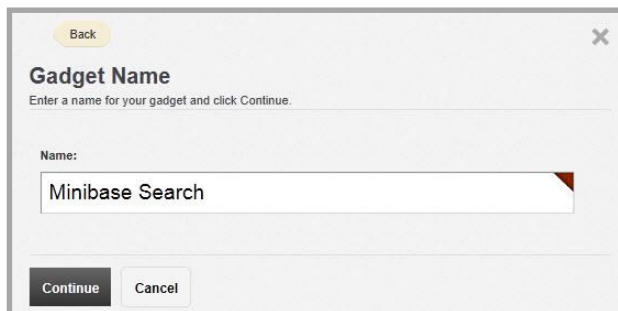 Back
Gadget Name
Enter a name for your gadget and click Continue.
Name:
Minibase Search
Continue Cancel